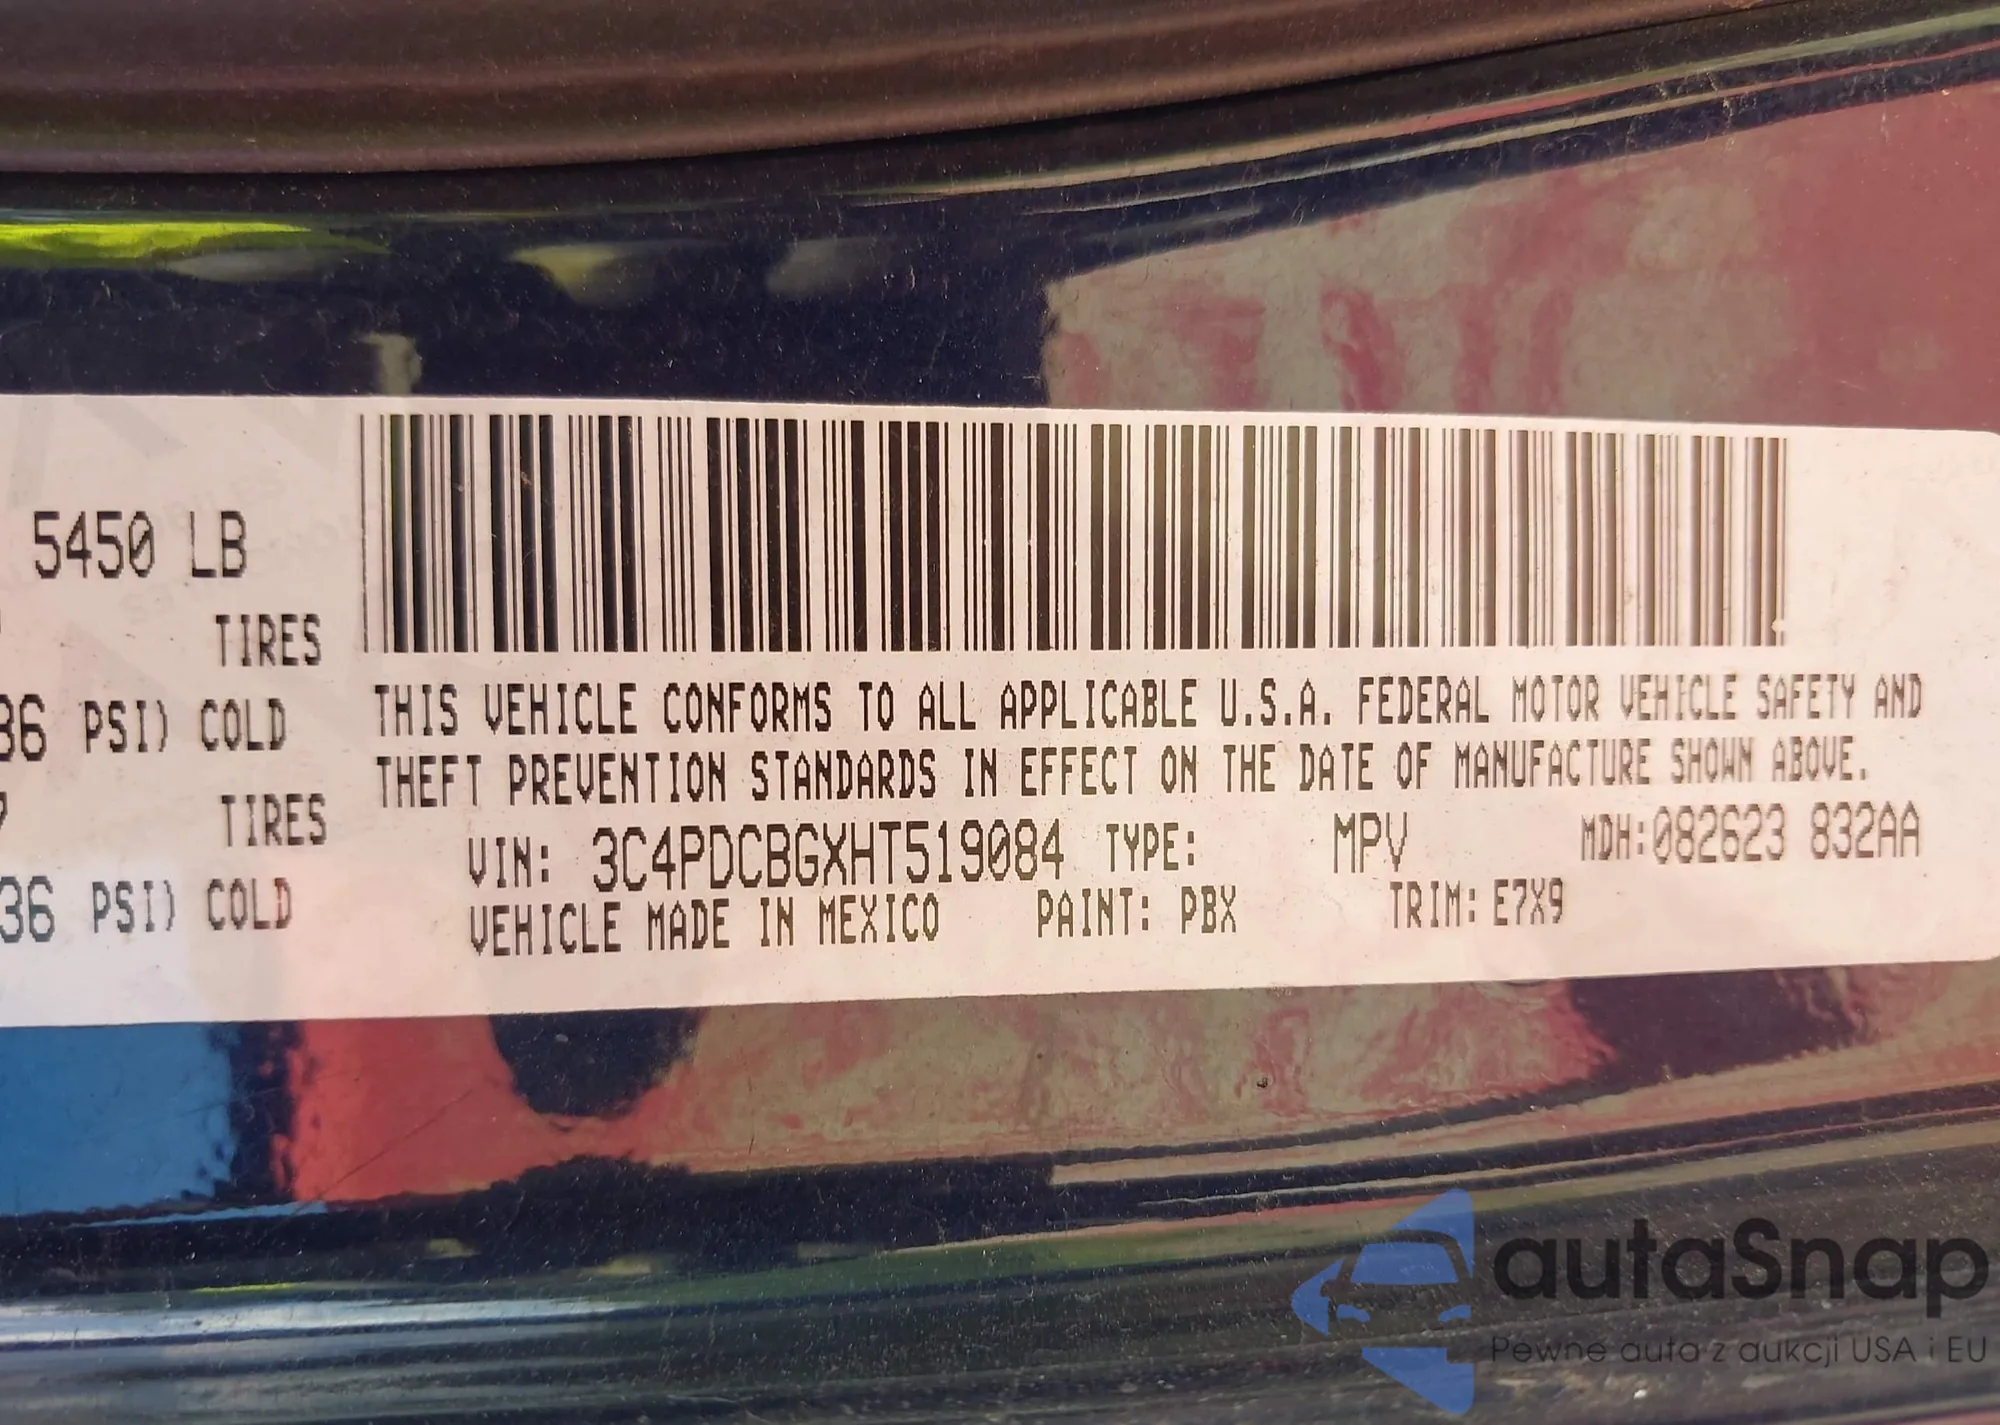 5450 LB
TIRES
36 PSI) COLD
THIS VEHICLE CONFORMS TO ALL APPLICABLE U.S.A. FEDERAL MOTOR VEHICLE SAFETY AND
THEFT PREVENTION STANDARDS IN EFFECT ON THE DATE OF MANUFACTURE SHOWN ABOVE.
7 TIRES
VIN: 3C4PDCBGXHT519084 TYPE: MPV MDH:082623 832AA
36 PSI) COLD
VEHICLE MADE IN MEXICO PAINT: PBX TRIM: E7X9
autaSnap
Pewne auta z aukcji USA i EU